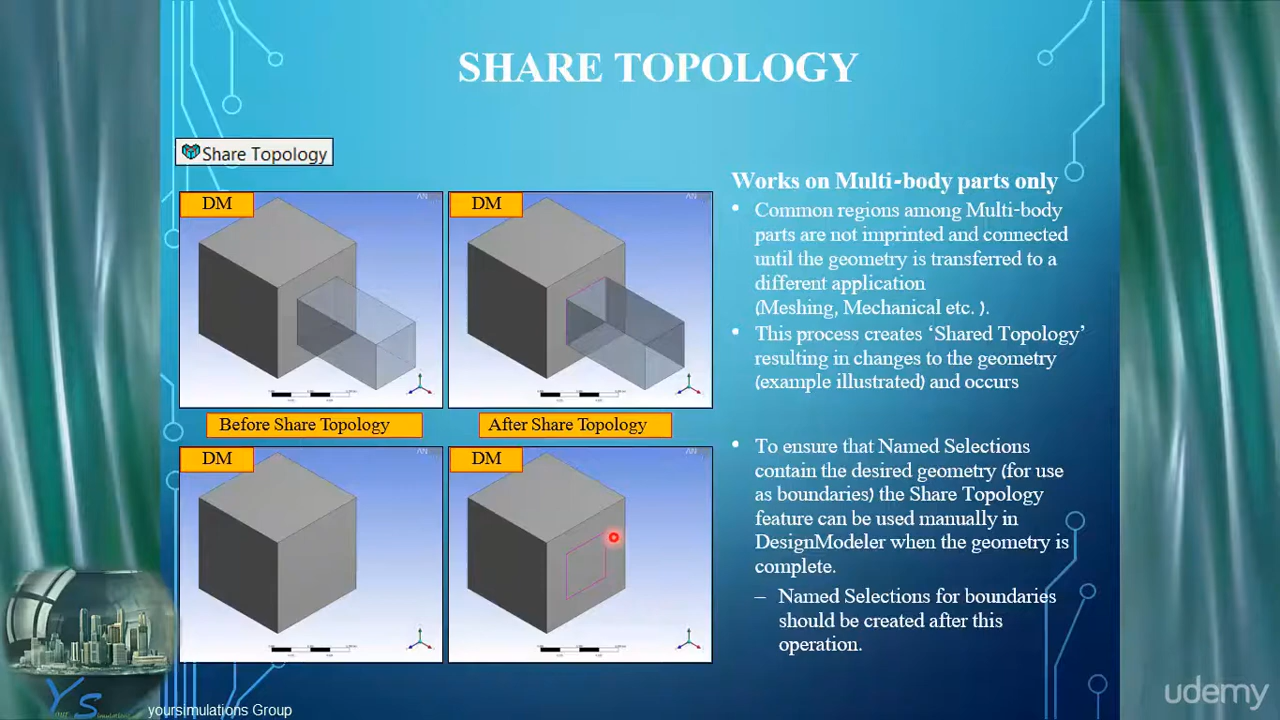 SHARE TOPOLOGY
Share Topology
DM
DM
Before Share Topology
After Share Topology
DM
DM
Works on Multi-body parts only
• Common regions among Multi-body
parts are not imprinted and connected
until the geometry is transferred to a
different application
(Meshing, Mechanical etc. ).
• This process creates ‘Shared Topology’
resulting in changes to the geometry
(example illustrated) and occurs
• To ensure that Named Selections
contain the desired geometry (for use
as boundaries) the Share Topology
feature can be used manually in
DesignModeler when the geometry is
complete.
– Named Selections for boundaries
should be created after this
operation.
yoursimulations Group
udemy